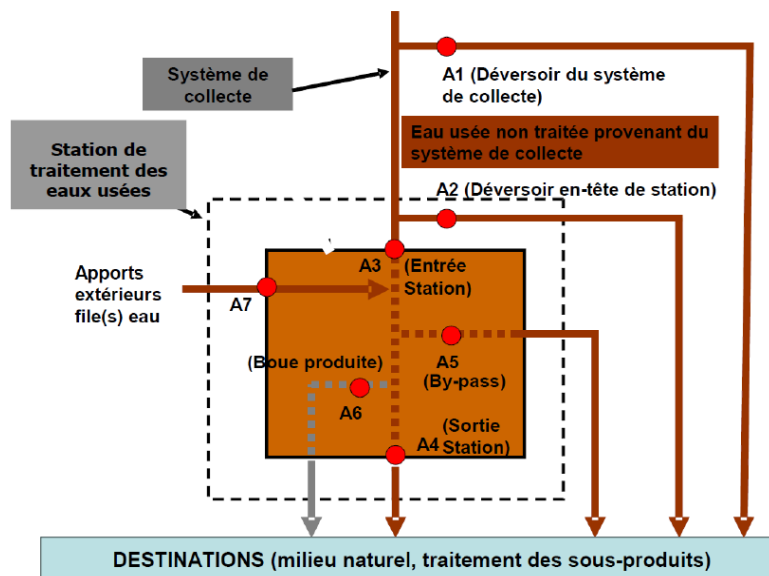 Système de
collecte
A1 (Déversoir du système
de collecte)
Eau usée non traitée provenant du
système de collecte
Station de
traitement des
eaux usées
A2 (Déversoir en-tête de station)
A3
(Entrée
Station)
Apports
extérieurs
file(s) eau
A7
(Boue produite)
A5
(By-pass)
A6
(Sortie
Station)
A4
DESTINATIONS (milieu naturel, traitement des sous-produits)